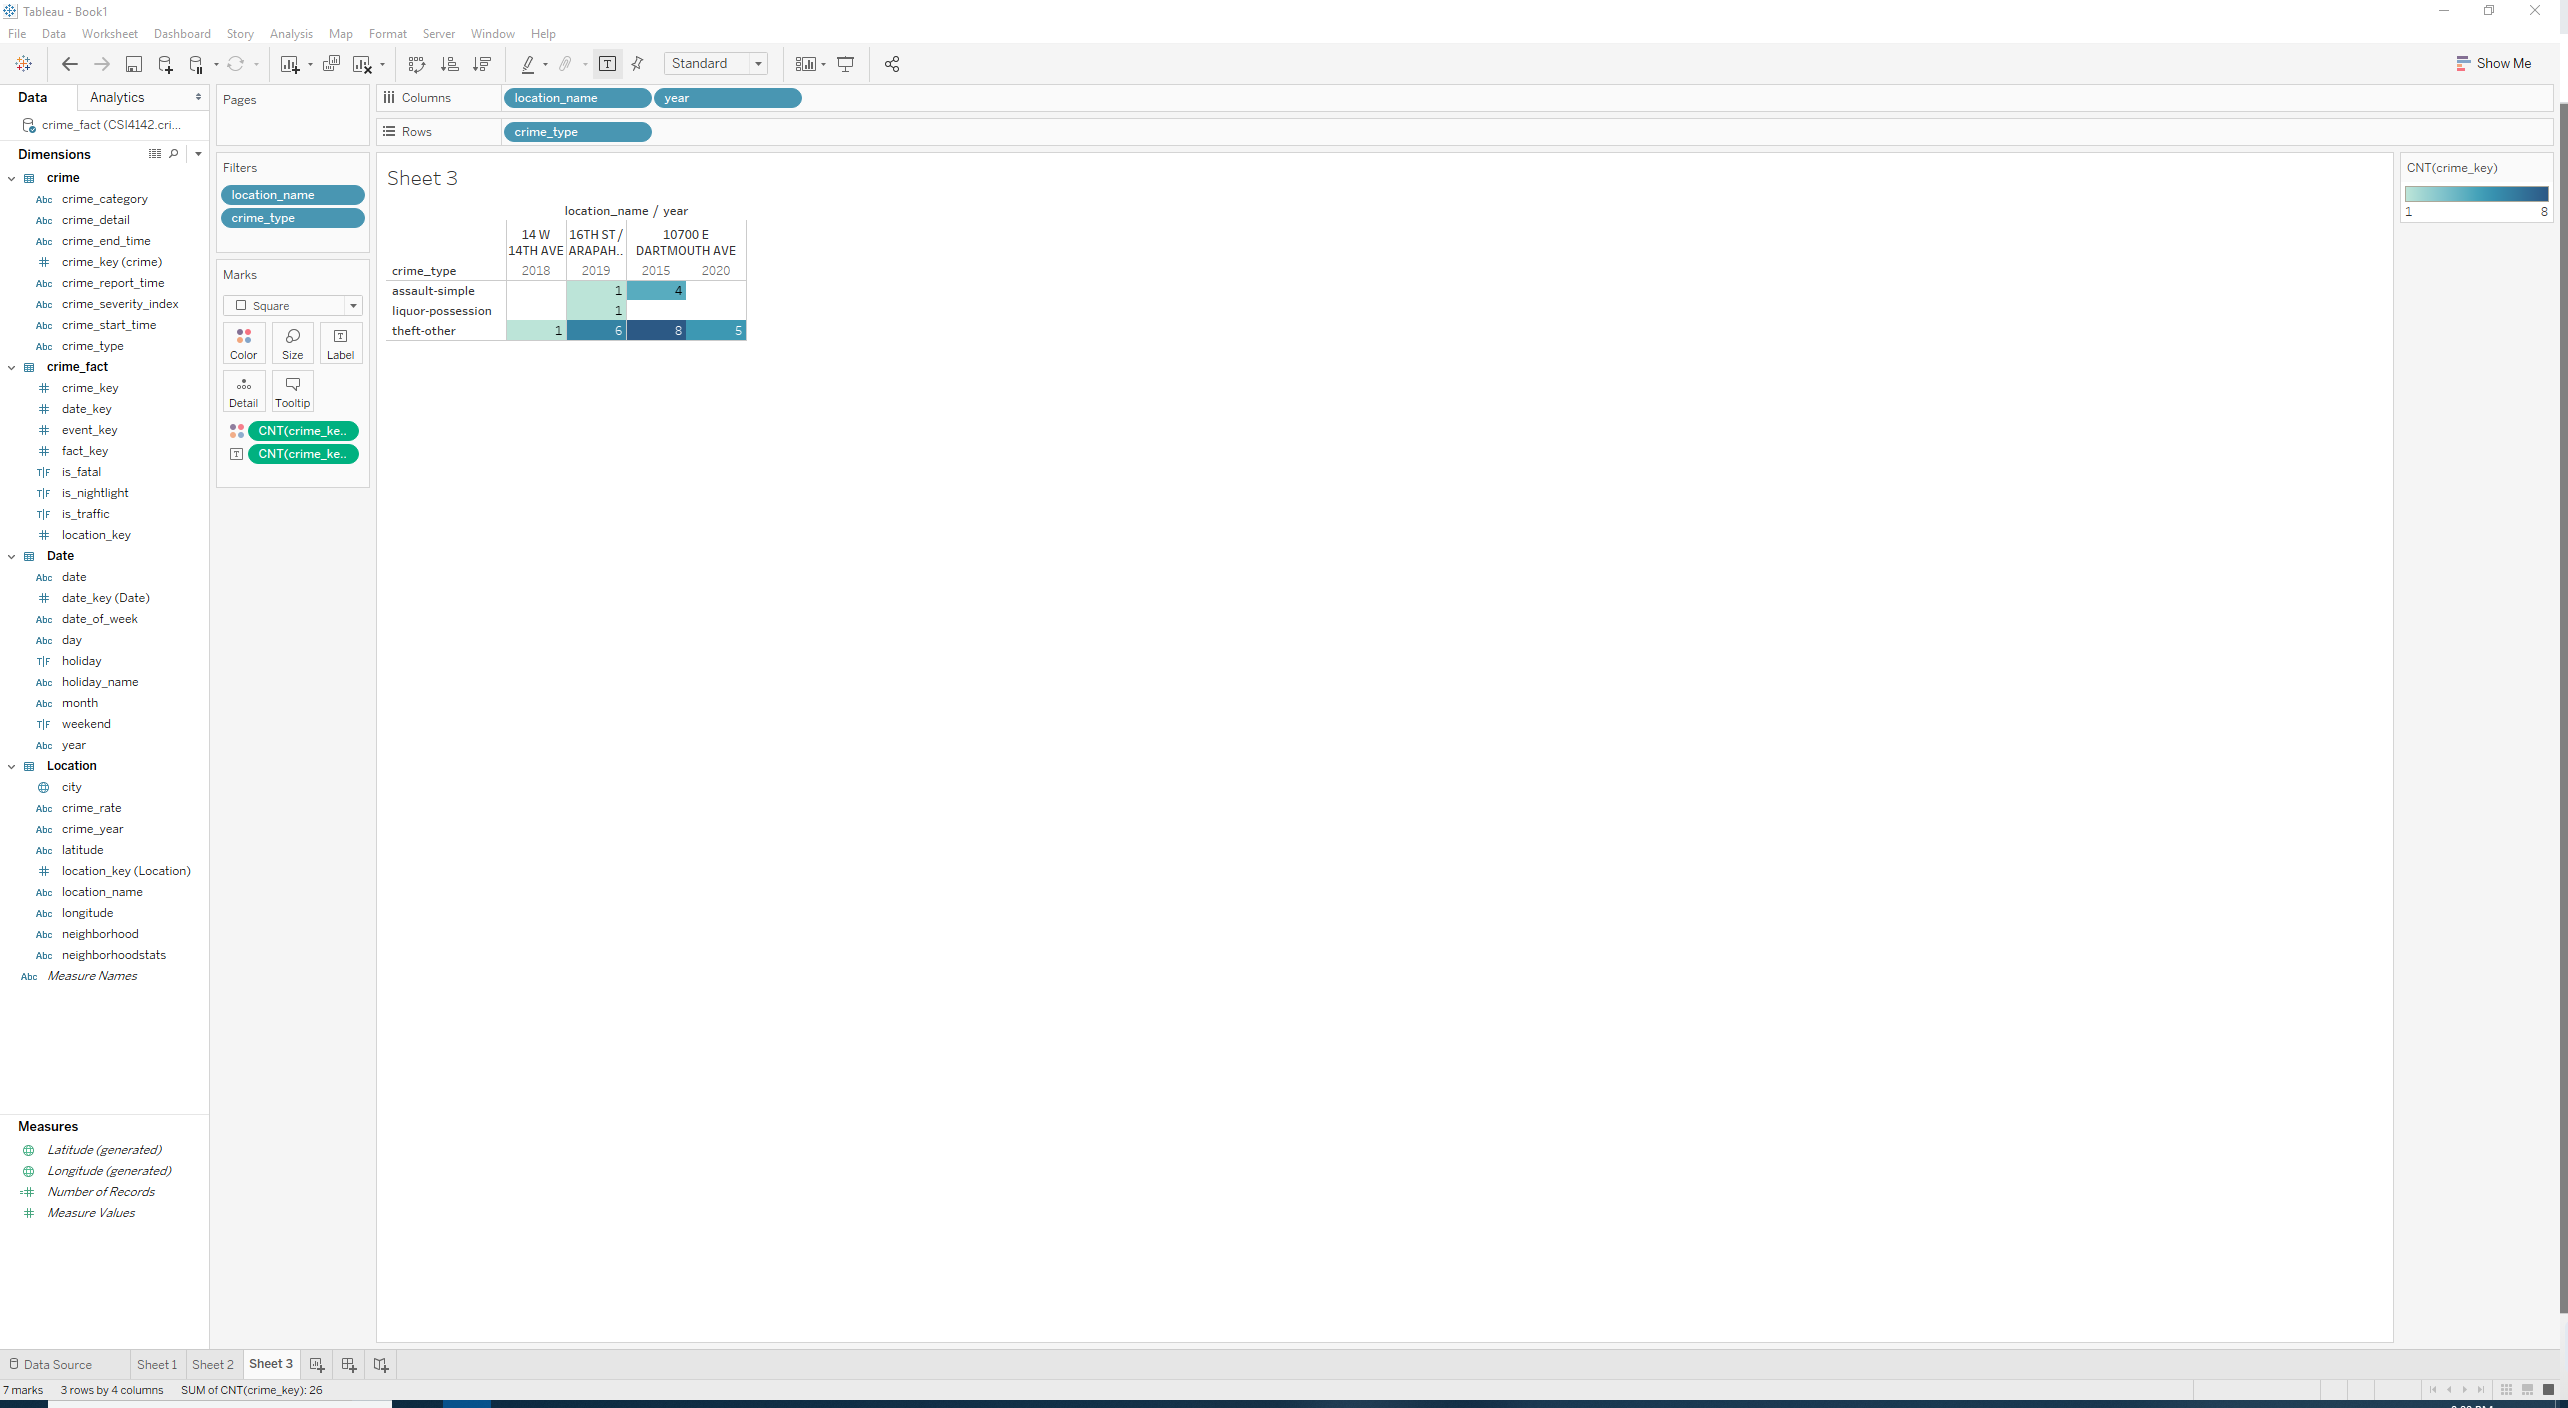 Tableau - Book1
File Data Worksheet Dashboard Story Analysis Map Format Server Window Help
Standard
Show Me
Data Analytics
crime_fact (CSI4142.cri...
Dimensions
crime
Abc crime_category
Abc crime_detail
Abc crime_end_time
# crime_key (crime)
Abc crime_report_time
Abc crime_severity_index
Abc crime_start_time
Abc crime_type
crime_fact
# crime_key
# date_key
# event_key
# fact_key
T|F is_fatal
T|F is_nightlight
T|F is_traffic
# location_key
Date
Abc date
# date_key (Date)
Abc date_of_week
Abc day
T|F holiday
Abc holiday_name
Abc month
T|F weekend
Abc year
Location
city
Abc crime_rate
Abc crime_year
Abc latitude
# location_key (Location)
Abc location_name
Abc longitude
Abc neighborhood
Abc neighborhoodstats
Abc Measure Names
Measures
Latitude (generated)
Longitude (generated)
=# Number of Records
# Measure Values
Pages
Filters
location_name
crime_type
Marks
Square
Color Size T Label
Detail Tooltip
CNT(crime_ke..
T CNT(crime_ke..
Columns location_name year
Rows crime_type
Sheet 3
location_name / year
14 W 16TH ST / 10700 E
14TH AVE ARAPAH.. DARTMOUTH AVE
crime_type 2018 2019 2015 2020
assault-simple 1 4
liquor-possession 1
theft-other 1 6 8 5
CNT(crime_key)
1 8
Data Source Sheet 1 Sheet 2 Sheet 3
7 marks 3 rows by 4 columns SUM of CNT(crime_key): 26